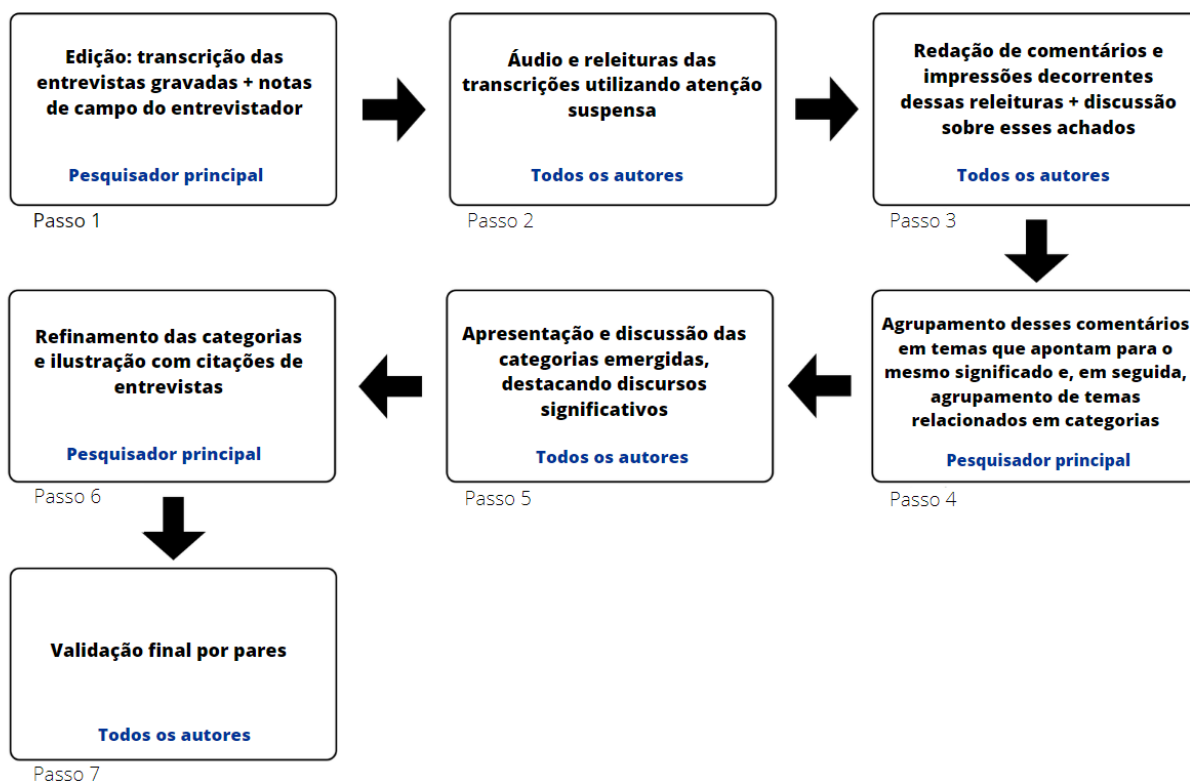 Edição: transcrição das
entrevistas gravadas + notas
de campo do entrevistador
Pesquisador principal
Passo 1
Áudio e releituras das
transcrições utilizando atenção
suspensa
Todos os autores
Passo 2
Redação de comentários e
impressões decorrentes
dessas releituras + discussão
sobre esses achados
Todos os autores
Passo 3
Agrupamento desses comentários
em temas que apontam para o
mesmo significado e, em seguida,
agrupamento de temas
relacionados em categorias
Pesquisador principal
Passo 4
Apresentação e discussão das
categorias emergidas,
destacando discursos
significativos
Todos os autores
Passo 5
Refinamento das categorias
e ilustração com citações de
entrevistas
Pesquisador principal
Passo 6
Validação final por pares
Todos os autores
Passo 7